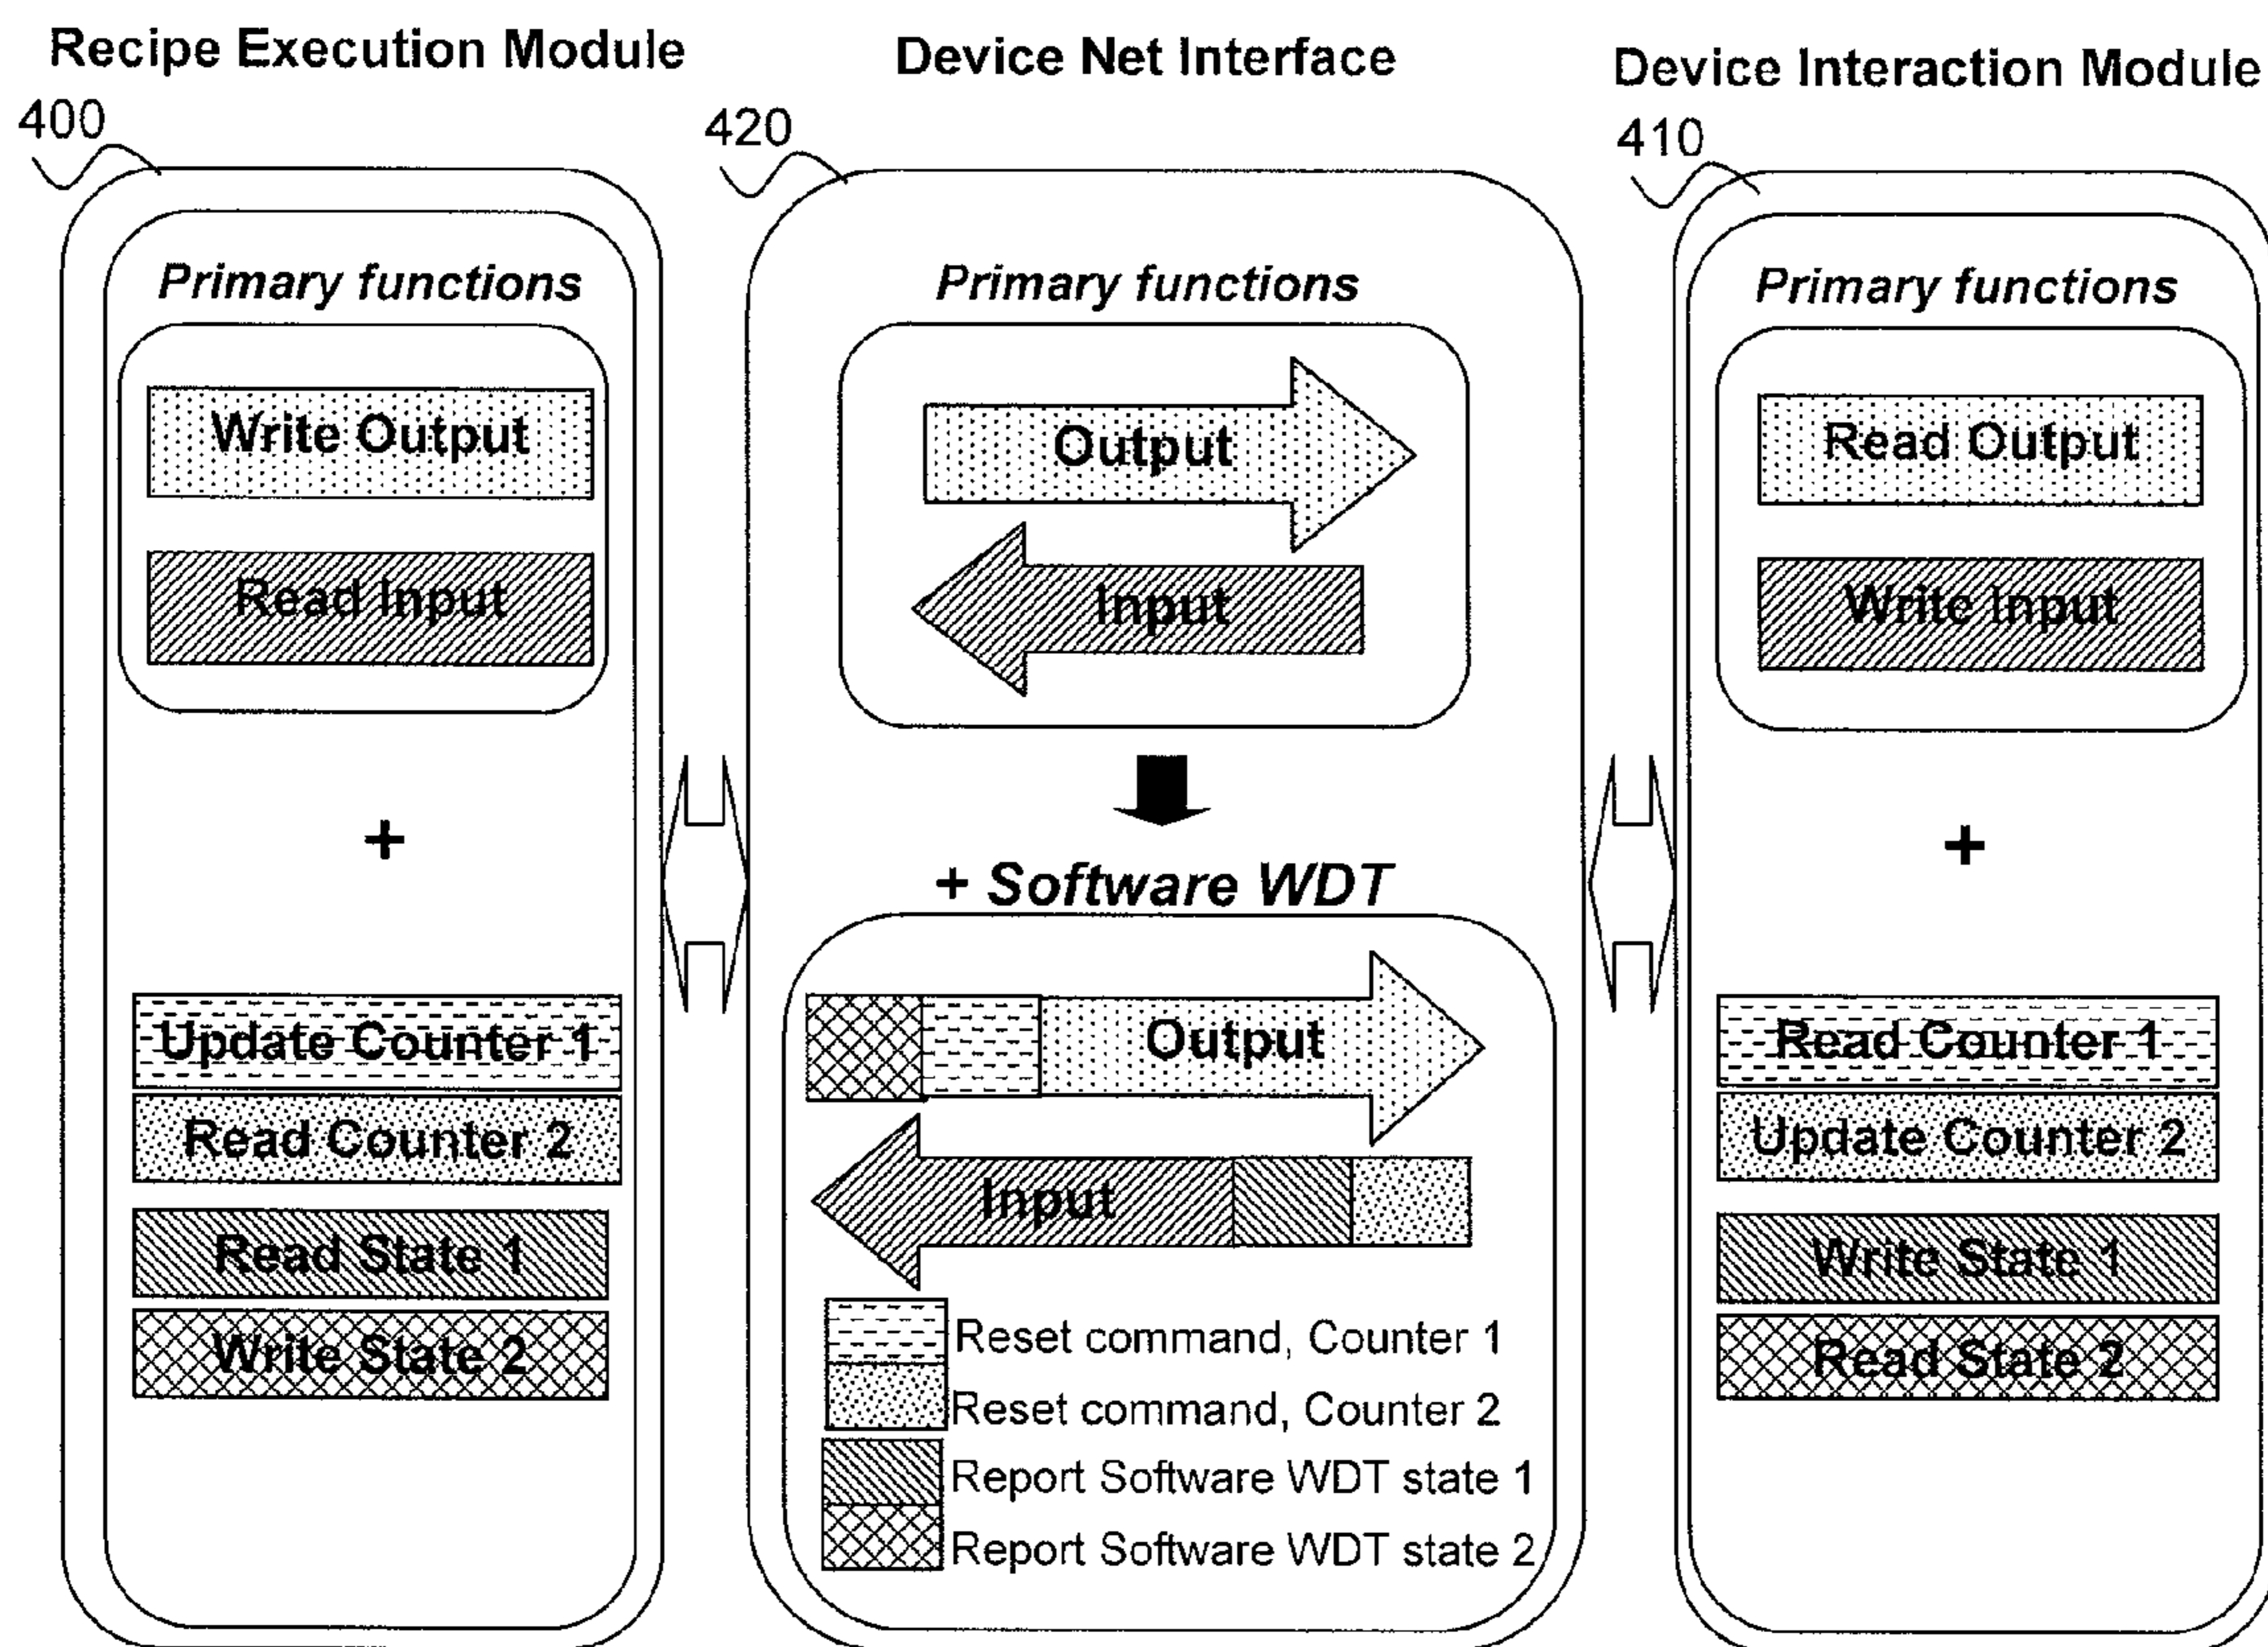 Recipe Execution Module
400
Primary functions
Write Output
Read Input
+
Update Counter 1
Read Counter 2
Read State 1
Write State 2
Device Net Interface
420
Primary functions
Output
Input
+ Software WDT
Output
Input
Reset command, Counter 1
Reset command, Counter 2
Report Software WDT state 1
Report Software WDT state 2
Device Interaction Module
410
Primary functions
Read Output
Write Input
+
Read Counter 1
Update Counter 2
Write State 1
Read State 2